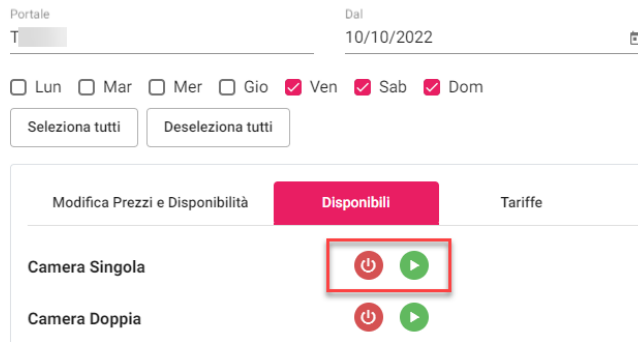 Portale Dal
T 10/10/2022
Lun Mar Mer Gio Ven Sab Dom
Seleziona tutti Deseleziona tutti
Modifica Prezzi e Disponibilità Disponibili Tariffe
Camera Singola
Camera Doppia